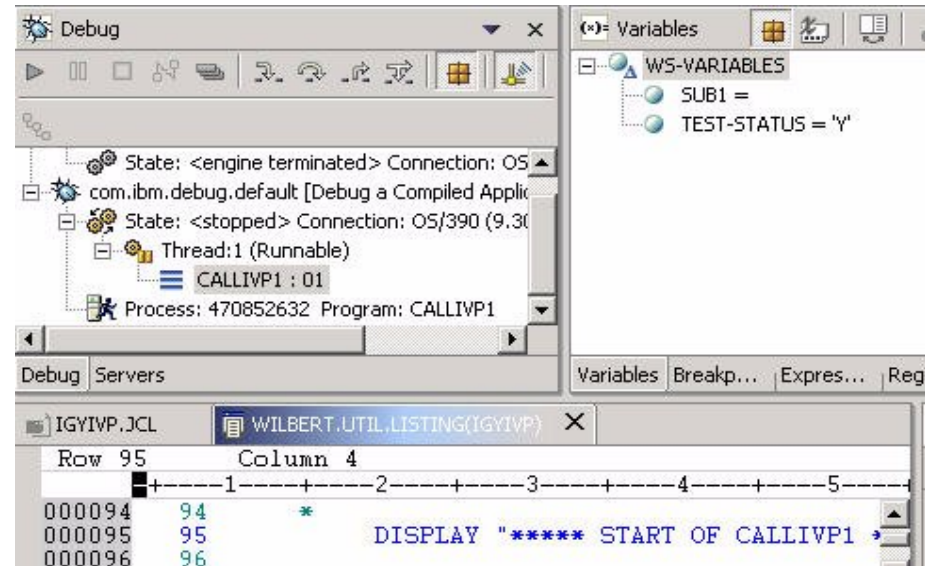 Debug
State: <engine terminated> Connection: OS
com.ibm.debug.default [Debug a Compiled Applic
State: <stopped> Connection: OS/390 (9.30
Thread:1 (Runnable)
CALLIVP1 : 01
Process: 470852632 Program: CALLIVP1
Debug Servers
(x)= Variables
WS-VARIABLES
SUB1 =
TEST-STATUS = 'Y'
Variables Breakp... Expres... Reg
IGYIVP.JCL WILBERT.UTIL.LISTING(IGYIVP)
Row 95 Column 4
-+----1----+----2----+----3----+----4----+----5----+
000094 94 *
000095 95 DISPLAY "***** START OF CALLIVP1 *
000096 96